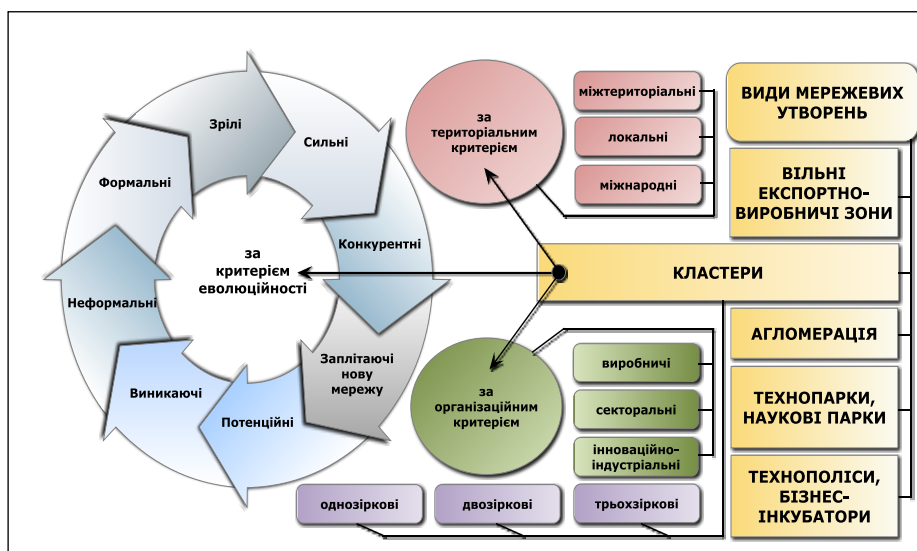 Зрілі
Сильні
Конкурентні
Заплітаючі
нову
мережу
Потенційні
Виникаючі
Неформальні
Формальні
за
критерієм
еволюційності
за
територіальним
критерієм
міжтериторіальні
локальні
міжнародні
за
організаційним
критерієм
виробничі
секторальні
інноваційно-
індустріальні
однозіркові
двозіркові
трьохзіркові
ВИДИ МЕРЕЖЕВИХ
УТВОРЕНЬ
ВІЛЬНІ
ЕКСПОРТНО-
ВИРОБНИЧІ ЗОНИ
КЛАСТЕРИ
АГЛОМЕРАЦІЯ
ТЕХНОПАРКИ,
НАУКОВІ ПАРКИ
ТЕХНОПОЛІСИ,
БІЗНЕС-
ІНКУБАТОРИ